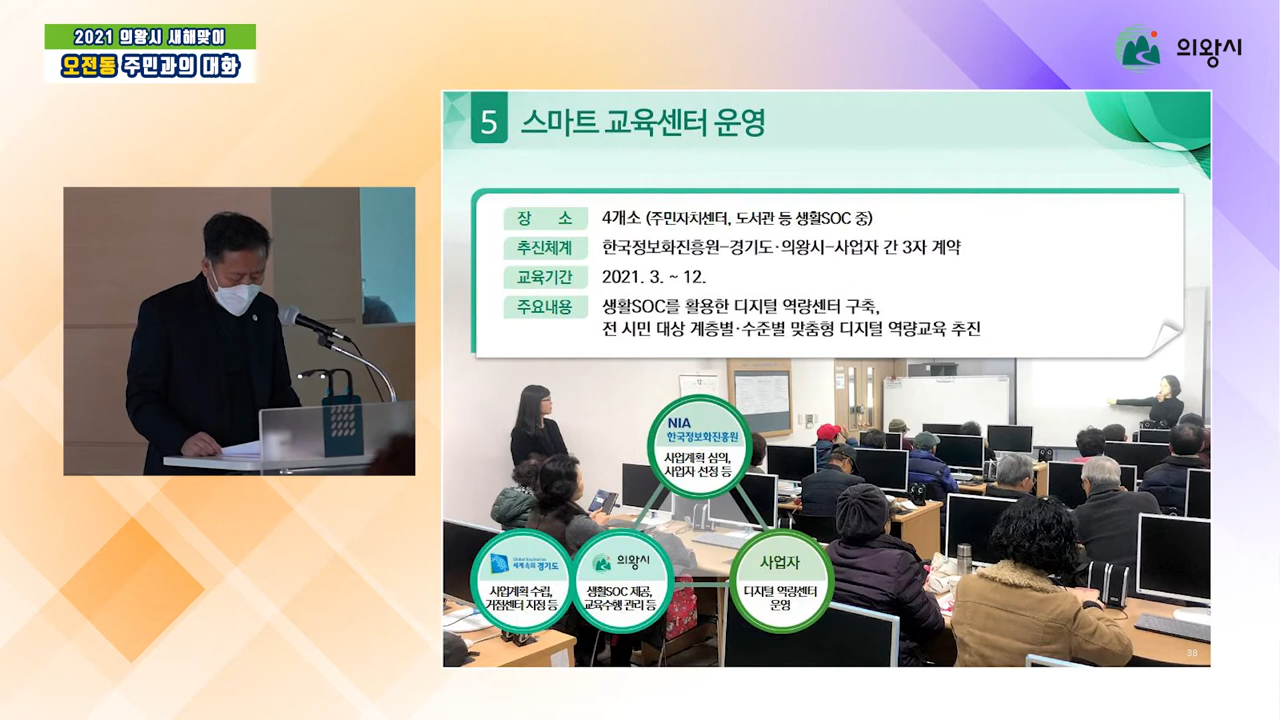 2021 의왕시 새해맞이
오전동 주민과의 대화
의왕시
5 스마트 교육센터 운영
장 소 4개소 (주민자치센터, 도서관 등 생활SOC 중)
추진체계 한국정보화진흥원-경기도·의왕시-사업자 간 3자 계약
교육기간 2021. 3. ~ 12.
주요내용 생활SOC를 활용한 디지털 역량센터 구축,
전 시민 대상 계층별·수준별 맞춤형 디지털 역량교육 추진
NIA
한국정보화진흥원
사업계획 심의,
사업자 선정 등
세계속의 경기도
사업계획 수립,
거점센터 지정 등
의왕시
생활SOC 제공,
교육수행 관리 등
사업자
디지털 역량센터
운영
38